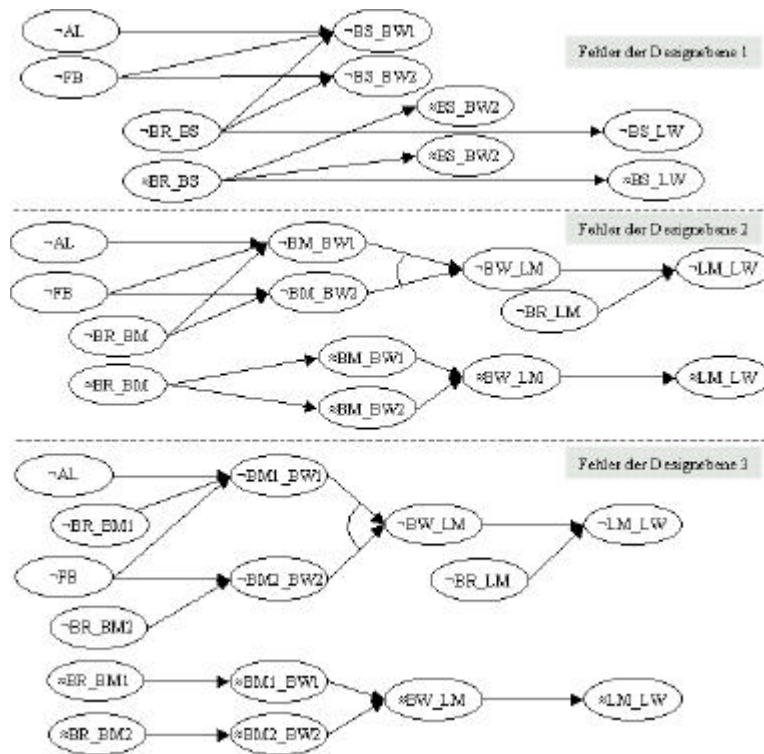 ¬AL
¬BS_BW1
Fehler der Designebene 1
¬FB
¬BS_BW2
≈BS_BW2
¬BR_BS
¬BS_LW
≈BS_BW2
≈BR_BS
≈BS_LW
Fehler der Designebene 2
¬AL
¬BM_BW1
¬BW_LM
¬LM_LW
¬FB
¬BM_BW2
¬BR_LM
¬BR_BM
≈BM_BW1
≈BR_BM
≈BW_LM
≈LM_LW
≈BM_BW2
Fehler der Designebene 3
¬AL
¬BM1_BW1
¬BR_BM1
¬BW_LM
¬LM_LW
¬FB
¬BM2_BW2
¬BR_LM
¬BR_BM2
≈BR_BM1
≈BM1_BW1
≈BW_LM
≈LM_LW
≈BR_BM2
≈BM2_BW2